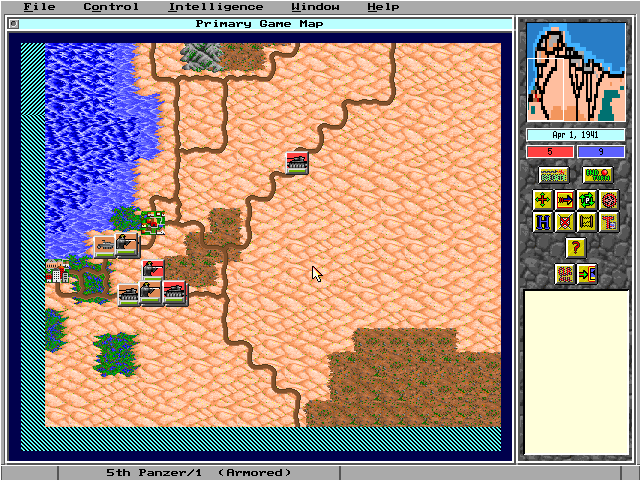 File Control Intelligence Window Help
Primary Game Map
Apr 1, 1941
5 9
5th Panzer/1 (Armored)